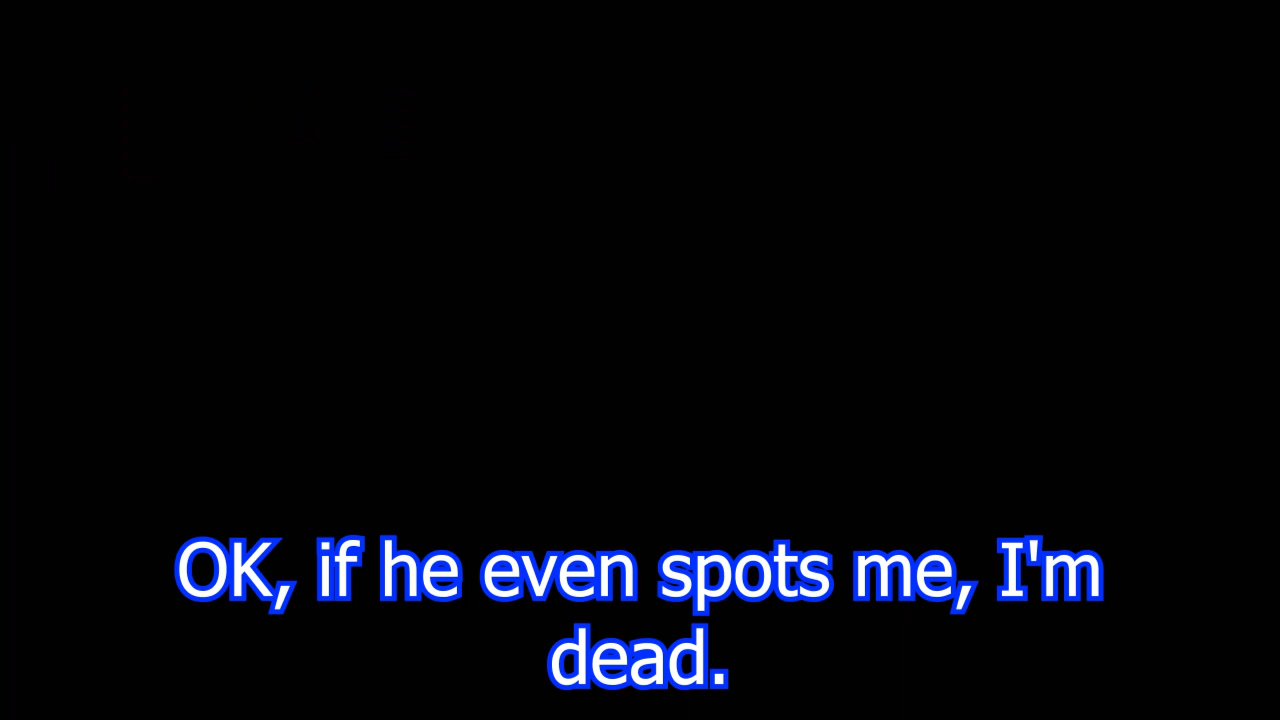 OK, if he even spots me, I'm
dead.